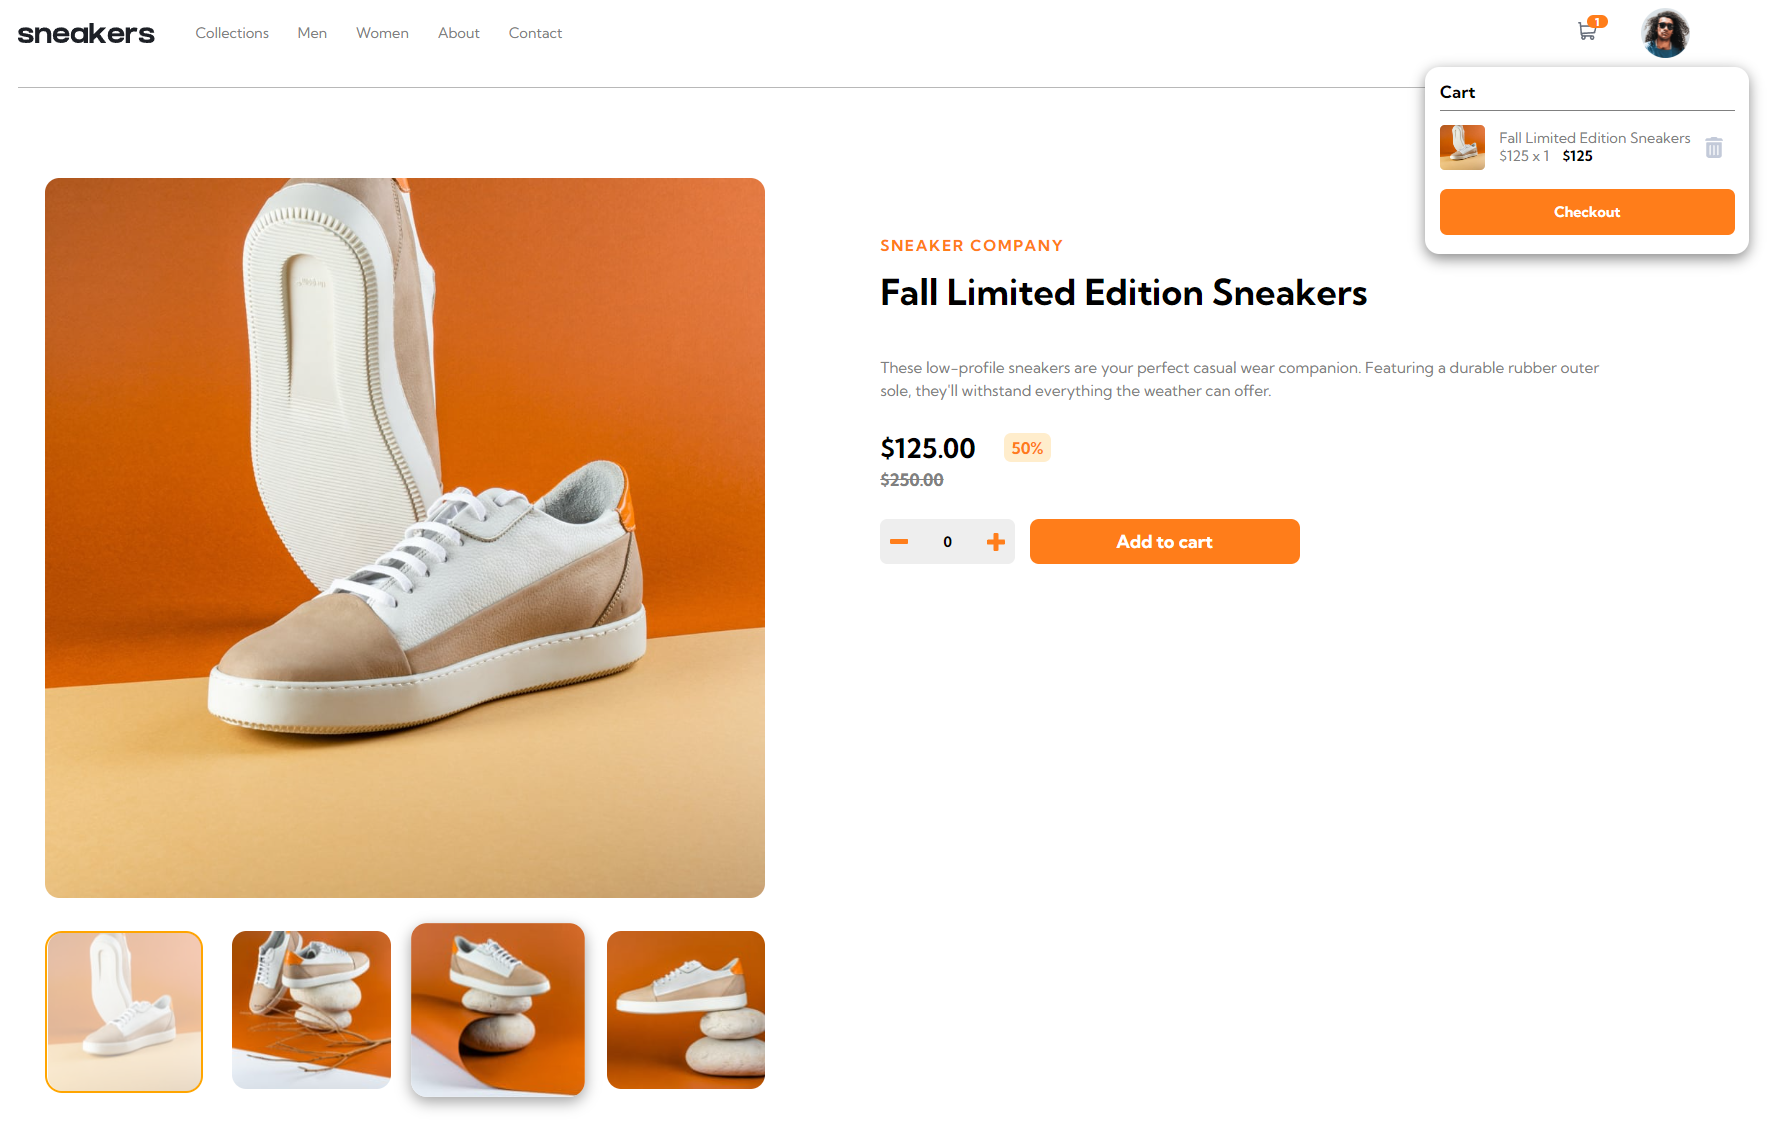 sneakers
Collections
Men
Women
About
Contact
1
Cart
Fall Limited Edition Sneakers
$125 x 1 $125
Checkout
SNEAKER COMPANY
Fall Limited Edition Sneakers
These low-profile sneakers are your perfect casual wear companion. Featuring a durable rubber outer
sole, they'll withstand everything the weather can offer.
$125.00 50%
$250.00
0
Add to cart